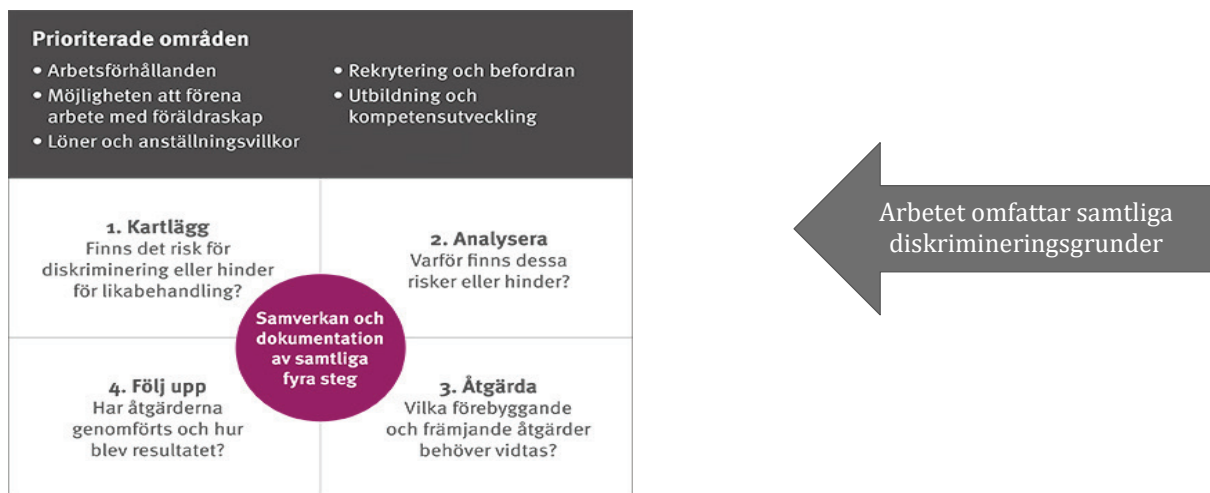 Prioriterade områden
• Arbetsförhållanden
• Möjligheten att förena
arbete med föräldraskap
• Löner och anställningsvillkor
• Rekrytering och befordran
• Utbildning och
kompetensutveckling
1. Kartlägg
Finns det risk för
diskriminering eller hinder
för likabehandling?
2. Analysera
Varför finns dessa
risker eller hinder?
Samverkan och
dokumentation
av samtliga
fyra steg
4. Följ upp
Har åtgärderna
genomförts och hur
blev resultatet?
3. Åtgärda
Vilka förebyggande
och främjande åtgärder
behöver vidtas?
Arbetet omfattar samtliga
diskrimineringsgrunder